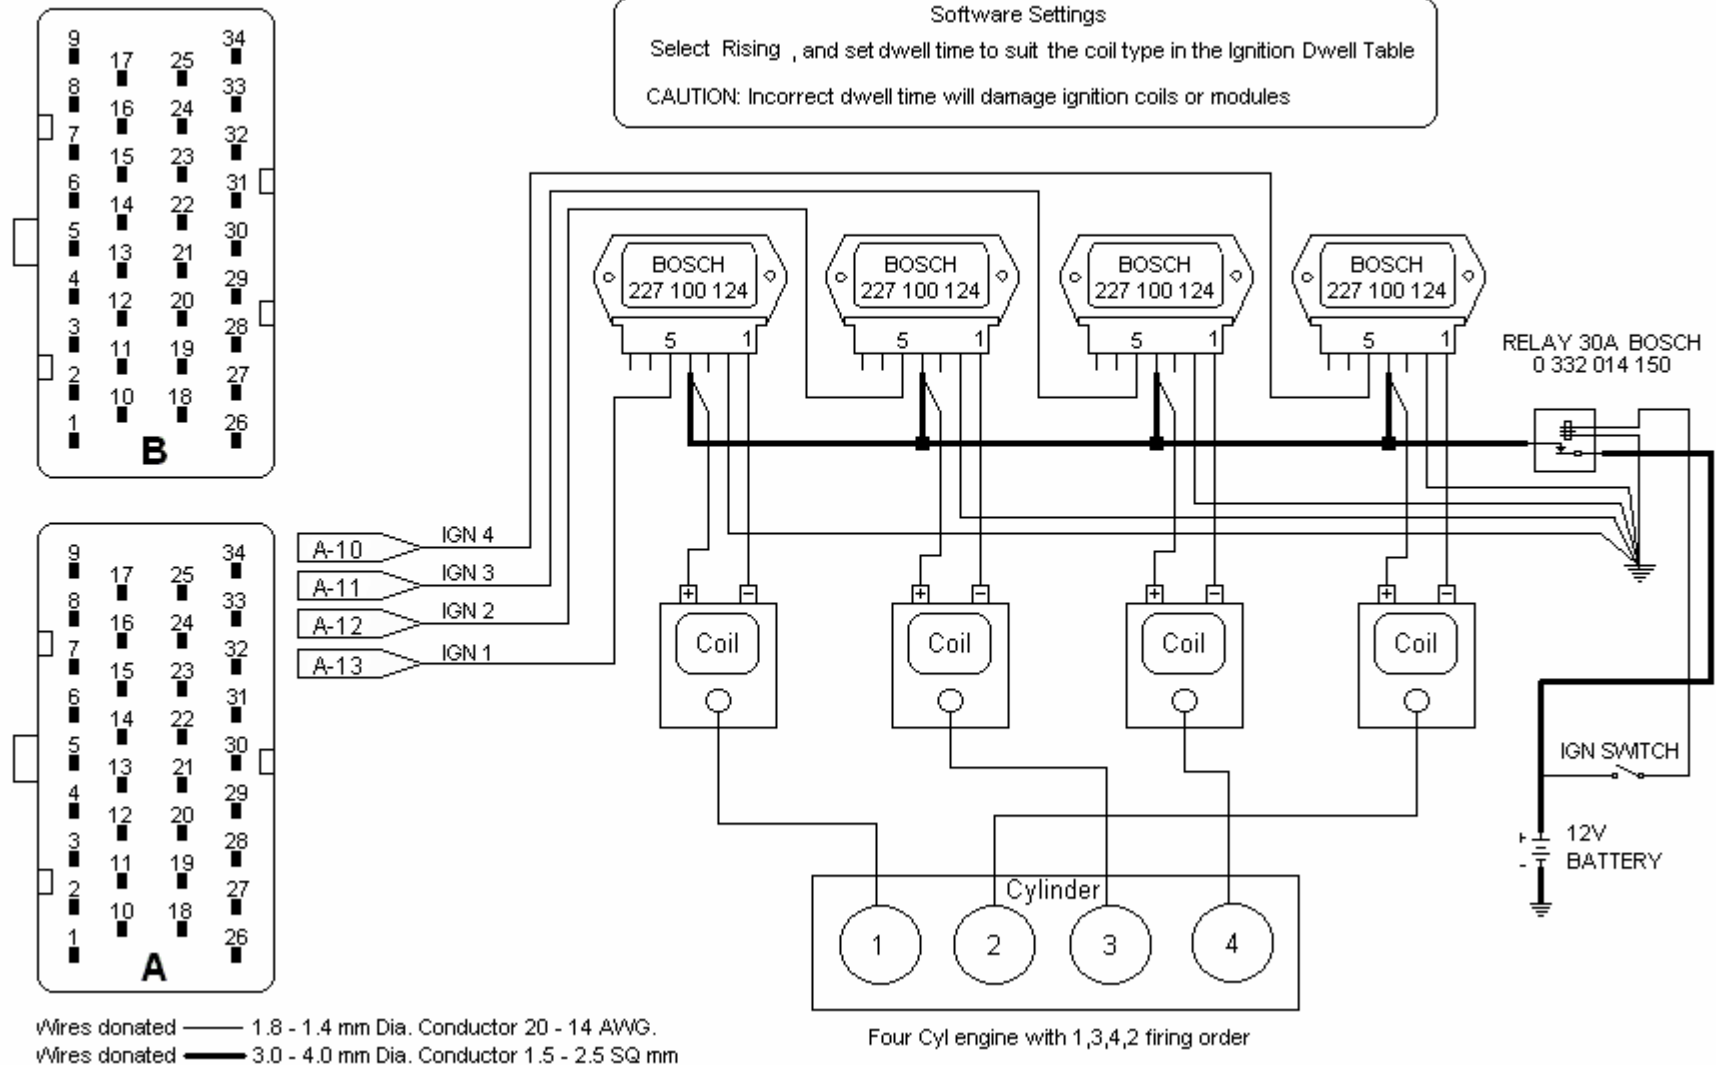 Software Settings
Select Rising , and set dwell time to suit the coil type in the Ignition Dwell Table
CAUTION: Incorrect dwell time will damage ignition coils or modules
9 34
17 25
8 33
16 24
7 32
15 23
6 31
14 22
5 30
13 21
4 29
12 20
3 28
11 19
2 27
10 18
1 26
B
BOSCH
227 100 124
5 1
BOSCH
227 100 124
5 1
BOSCH
227 100 124
5 1
BOSCH
227 100 124
5 1
RELAY 30A BOSCH
0 332 014 150
9 34
17 25
8 33
16 24
7 32
15 23
6 31
14 22
5 30
13 21
4 29
12 20
3 28
11 19
2 27
10 18
1 26
A
A-10 IGN 4
A-11 IGN 3
A-12 IGN 2
A-13 IGN 1
+ −
Coil
+ −
Coil
+ −
Coil
+ −
Coil
IGN SWITCH
+ 12V
- BATTERY
Cylinder
1 2 3 4
Wires donated 1.8 - 1.4 mm Dia. Conductor 20 - 14 AWG.
Wires donated 3.0 - 4.0 mm Dia. Conductor 1.5 - 2.5 SQ mm
Four Cyl engine with 1,3,4,2 firing order